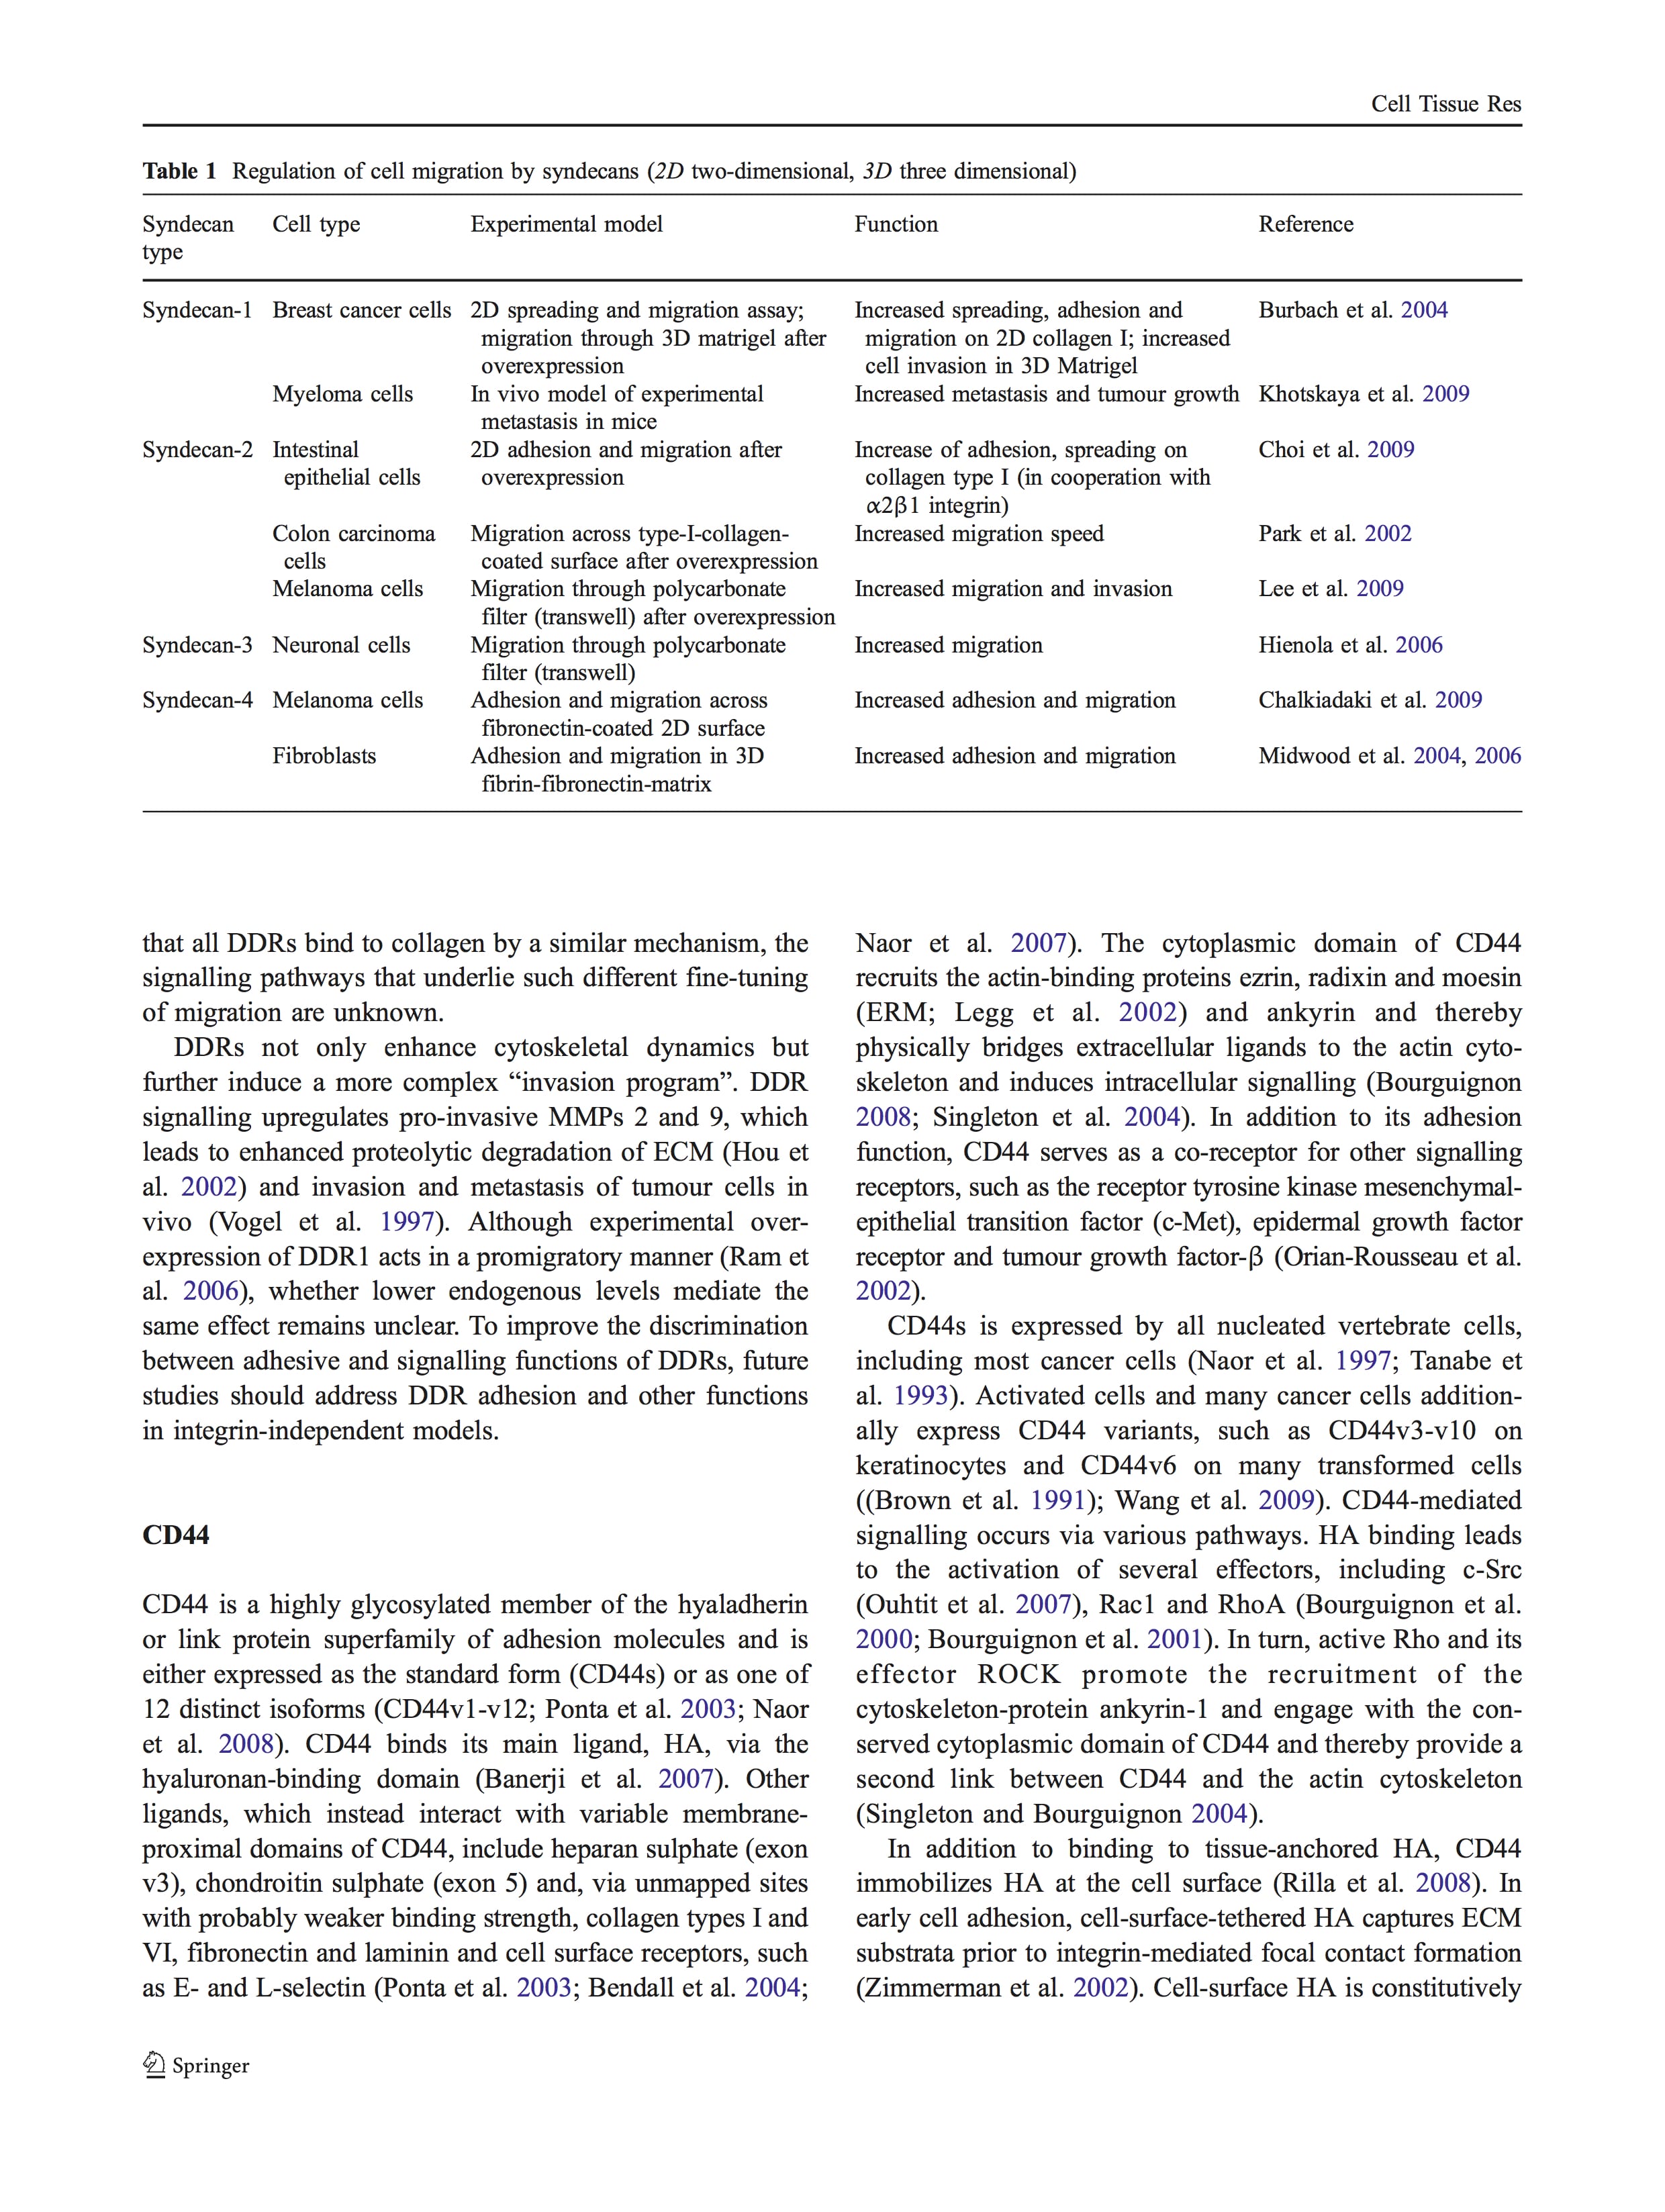 Cell Tissue Res
Table 1 Regulation of cell migration by syndecans (2D two-dimensional, 3D three dimensional)
Syndecan type Cell type Experimental model Function Reference
Syndecan-1 Breast cancer cells 2D spreading and migration assay; migration through 3D matrigel after overexpression Increased spreading, adhesion and migration on 2D collagen I; increased cell invasion in 3D Matrigel Burbach et al. 2004
Myeloma cells In vivo model of experimental metastasis in mice Increased metastasis and tumour growth Khotskaya et al. 2009
Syndecan-2 Intestinal epithelial cells 2D adhesion and migration after overexpression Increase of adhesion, spreading on collagen type I (in cooperation with α2β1 integrin) Choi et al. 2009
Colon carcinoma cells Migration across type-I-collagen-coated surface after overexpression Increased migration speed Park et al. 2002
Melanoma cells Migration through polycarbonate filter (transwell) after overexpression Increased migration and invasion Lee et al. 2009
Syndecan-3 Neuronal cells Migration through polycarbonate filter (transwell) Increased migration Hienola et al. 2006
Syndecan-4 Melanoma cells Adhesion and migration across fibronectin-coated 2D surface Increased adhesion and migration Chalkiadaki et al. 2009
Fibroblasts Adhesion and migration in 3D fibrin-fibronectin-matrix Increased adhesion and migration Midwood et al. 2004, 2006
that all DDRs bind to collagen by a similar mechanism, the
signalling pathways that underlie such different fine-tuning
of migration are unknown.
DDRs not only enhance cytoskeletal dynamics but
further induce a more complex “invasion program”. DDR
signalling upregulates pro-invasive MMPs 2 and 9, which
leads to enhanced proteolytic degradation of ECM (Hou et
al. 2002) and invasion and metastasis of tumour cells in
vivo (Vogel et al. 1997). Although experimental over-
expression of DDR1 acts in a promigratory manner (Ram et
al. 2006), whether lower endogenous levels mediate the
same effect remains unclear. To improve the discrimination
between adhesive and signalling functions of DDRs, future
studies should address DDR adhesion and other functions
in integrin-independent models.
CD44
CD44 is a highly glycosylated member of the hyaladherin
or link protein superfamily of adhesion molecules and is
either expressed as the standard form (CD44s) or as one of
12 distinct isoforms (CD44v1-v12; Ponta et al. 2003; Naor
et al. 2008). CD44 binds its main ligand, HA, via the
hyaluronan-binding domain (Banerji et al. 2007). Other
ligands, which instead interact with variable membrane-
proximal domains of CD44, include heparan sulphate (exon
v3), chondroitin sulphate (exon 5) and, via unmapped sites
with probably weaker binding strength, collagen types I and
VI, fibronectin and laminin and cell surface receptors, such
as E- and L-selectin (Ponta et al. 2003; Bendall et al. 2004;
Naor et al. 2007). The cytoplasmic domain of CD44
recruits the actin-binding proteins ezrin, radixin and moesin
(ERM; Legg et al. 2002) and ankyrin and thereby
physically bridges extracellular ligands to the actin cyto-
skeleton and induces intracellular signalling (Bourguignon
2008; Singleton et al. 2004). In addition to its adhesion
function, CD44 serves as a co-receptor for other signalling
receptors, such as the receptor tyrosine kinase mesenchymal-
epithelial transition factor (c-Met), epidermal growth factor
receptor and tumour growth factor-β (Orian-Rousseau et al.
2002).
CD44s is expressed by all nucleated vertebrate cells,
including most cancer cells (Naor et al. 1997; Tanabe et
al. 1993). Activated cells and many cancer cells addition-
ally express CD44 variants, such as CD44v3-v10 on
keratinocytes and CD44v6 on many transformed cells
((Brown et al. 1991); Wang et al. 2009). CD44-mediated
signalling occurs via various pathways. HA binding leads
to the activation of several effectors, including c-Src
(Ouhtit et al. 2007), Rac1 and RhoA (Bourguignon et al.
2000; Bourguignon et al. 2001). In turn, active Rho and its
effector ROCK promote the recruitment of the
cytoskeleton-protein ankyrin-1 and engage with the con-
served cytoplasmic domain of CD44 and thereby provide a
second link between CD44 and the actin cytoskeleton
(Singleton and Bourguignon 2004).
In addition to binding to tissue-anchored HA, CD44
immobilizes HA at the cell surface (Rilla et al. 2008). In
early cell adhesion, cell-surface-tethered HA captures ECM
substrata prior to integrin-mediated focal contact formation
(Zimmerman et al. 2002). Cell-surface HA is constitutively
Springer